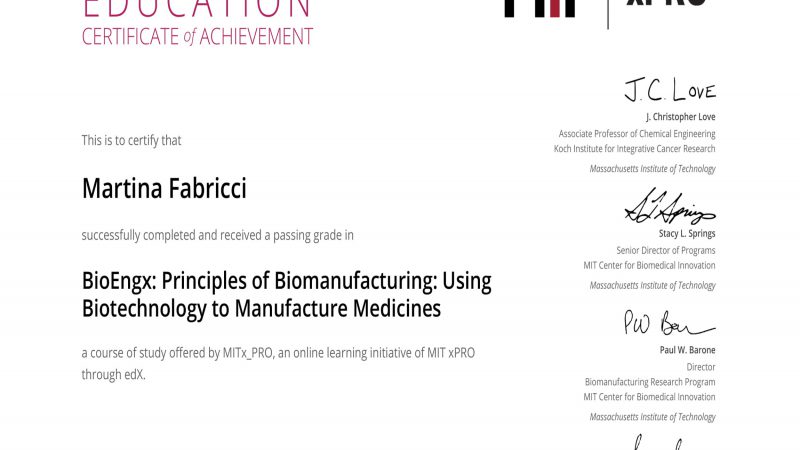 EDUCATION
CERTIFICATE of ACHIEVEMENT
xPRO
This is to certify that
Martina Fabricci
successfully completed and received a passing grade in
BioEngx: Principles of Biomanufacturing: Using
Biotechnology to Manufacture Medicines
a course of study offered by MITx_PRO, an online learning initiative of MIT xPRO
through edX.
J. C. LOVE
J. Christopher Love
Associate Professor of Chemical Engineering
Koch Institute for Integrative Cancer Research
Massachusetts Institute of Technology
Stacy L. Springs
Senior Director of Programs
MIT Center for Biomedical Innovation
Massachusetts Institute of Technology
Paul W. Barone
Director
Biomanufacturing Research Program
MIT Center for Biomedical Innovation
Massachusetts Institute of Technology